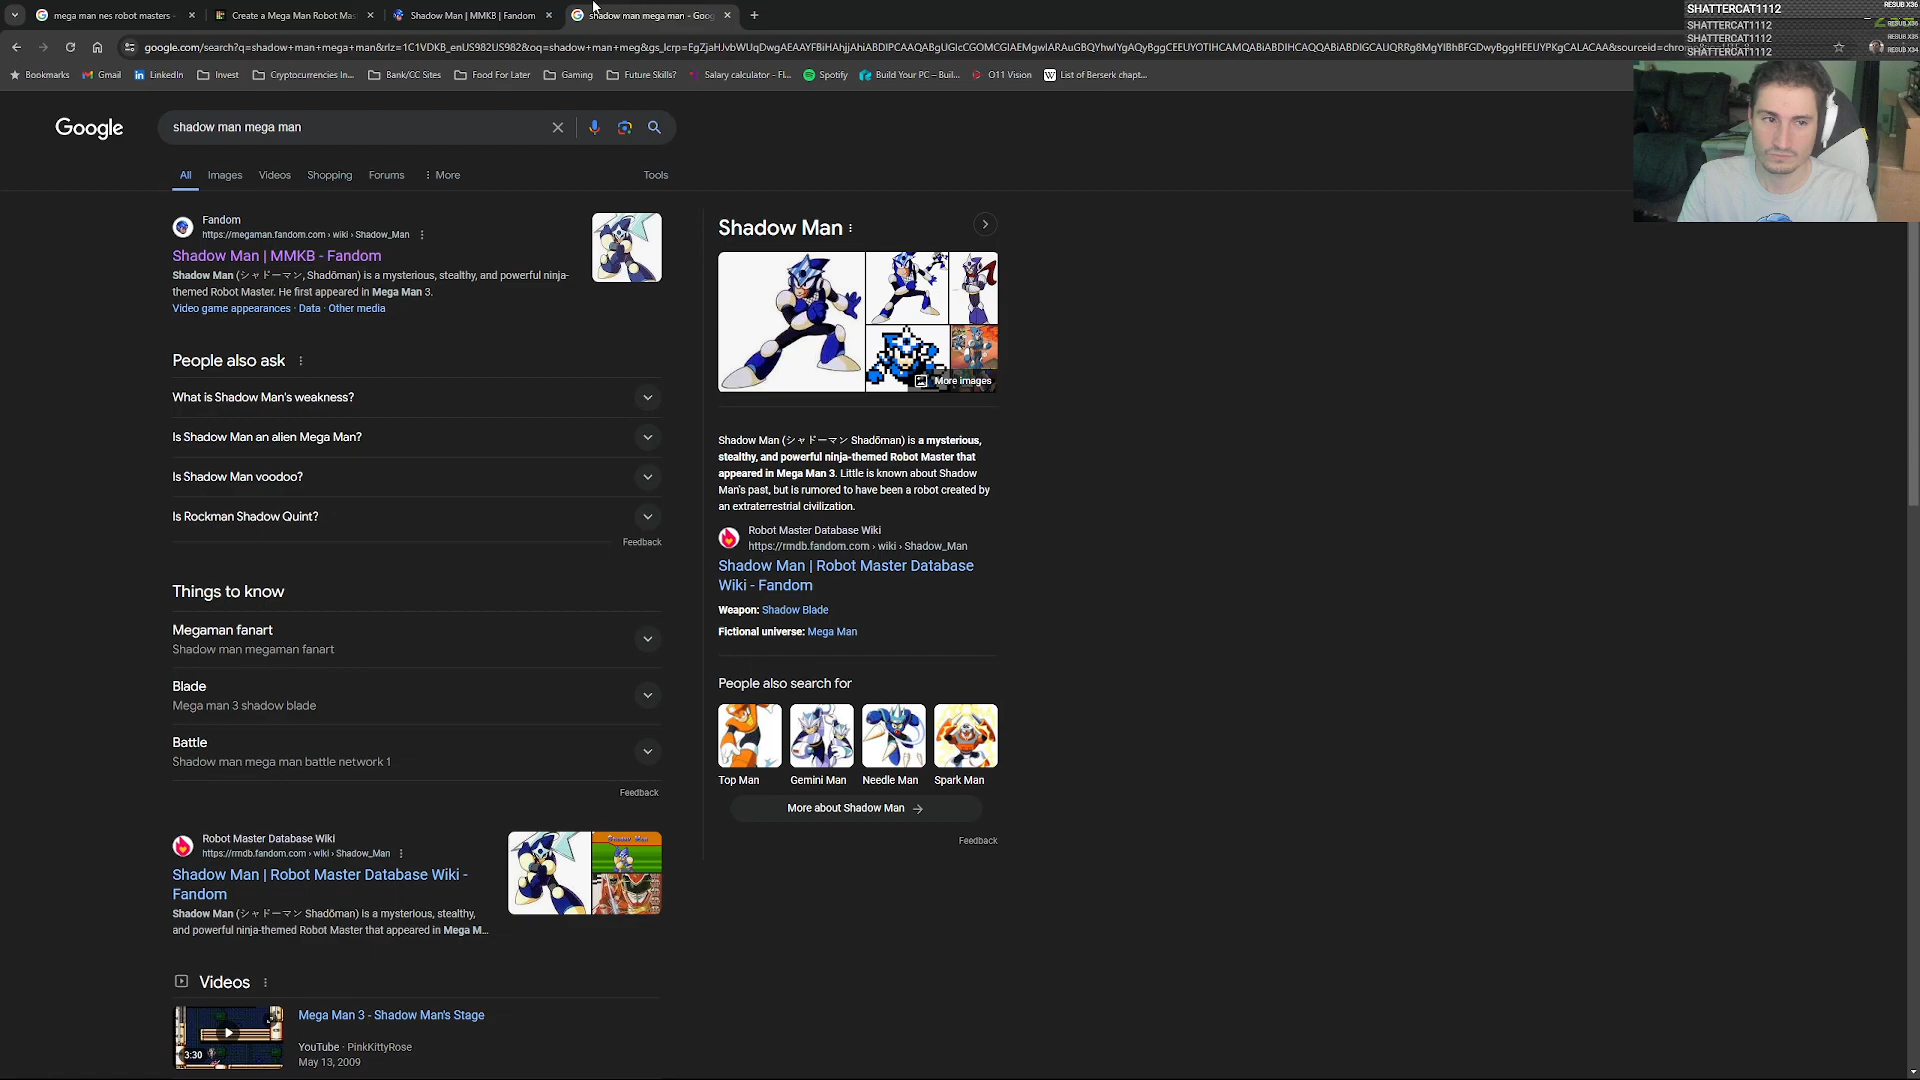 mega man nes robot masters -
Create a Mega Man Robot Mas
Shadow Man | MMKB | Fandom
shadow man mega man - Goog
SHATTERCAT1112
RESUB X36
SHATTERCAT1112
RESUB X35
SHATTERCAT1112
RESUB X34
SHATTERCAT1112
Bookmarks
Gmail
LinkedIn
Invest
Cryptocurrencies In...
Bank/CC Sites
Food For Later
Gaming
Future Skills?
Salary calculator - Fl...
Spotify
Build Your PC – Buil...
O11 Vision
List of Berserk chapt...
Google
shadow man mega man
All
Images
Videos
Shopping
Forums
More
Tools
Fandom
https://megaman.fandom.com › wiki › Shadow_Man
Shadow Man | MMKB - Fandom
Shadow Man (シャドーマン, Shadōman) is a mysterious, stealthy, and powerful ninja-
themed Robot Master. He first appeared in Mega Man 3.
Video game appearances · Data · Other media
People also ask
What is Shadow Man's weakness?
Is Shadow Man an alien Mega Man?
Is Shadow Man voodoo?
Is Rockman Shadow Quint?
Feedback
Things to know
Megaman fanart
Shadow man megaman fanart
Blade
Mega man 3 shadow blade
Battle
Shadow man mega man battle network 1
Feedback
Robot Master Database Wiki
https://rmdb.fandom.com › wiki › Shadow_Man
Shadow Man | Robot Master Database Wiki -
Fandom
Shadow Man (シャドーマン Shadōman) is a mysterious, stealthy,
and powerful ninja-themed Robot Master that appeared in Mega M...
Videos
Mega Man 3 - Shadow Man's Stage
YouTube · PinkKittyRose
May 13, 2009
3:30
Shadow Man
More images
Shadow Man (シャドーマン Shadōman) is a mysterious,
stealthy, and powerful ninja-themed Robot Master that
appeared in Mega Man 3. Little is known about Shadow
Man's past, but is rumored to have been a robot created by
an extraterrestrial civilization.
Robot Master Database Wiki
https://rmdb.fandom.com › wiki › Shadow_Man
Shadow Man | Robot Master Database
Wiki - Fandom
Weapon: Shadow Blade
Fictional universe: Mega Man
People also search for
Top Man
Gemini Man
Needle Man
Spark Man
More about Shadow Man
Feedback